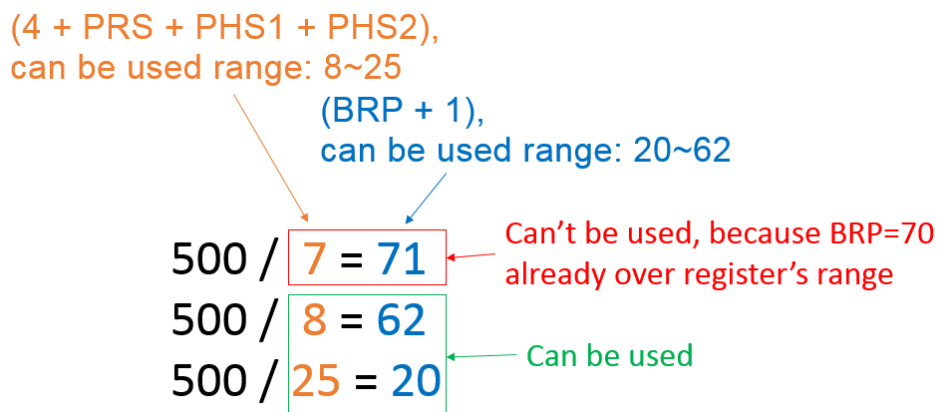 (4 + PRS + PHS1 + PHS2),
can be used range: 8~25
(BRP + 1),
can be used range: 20~62
500 / 7 = 71
Can't be used, because BRP=70
already over register's range
500 / 8 = 62
500 / 25 = 20
Can be used